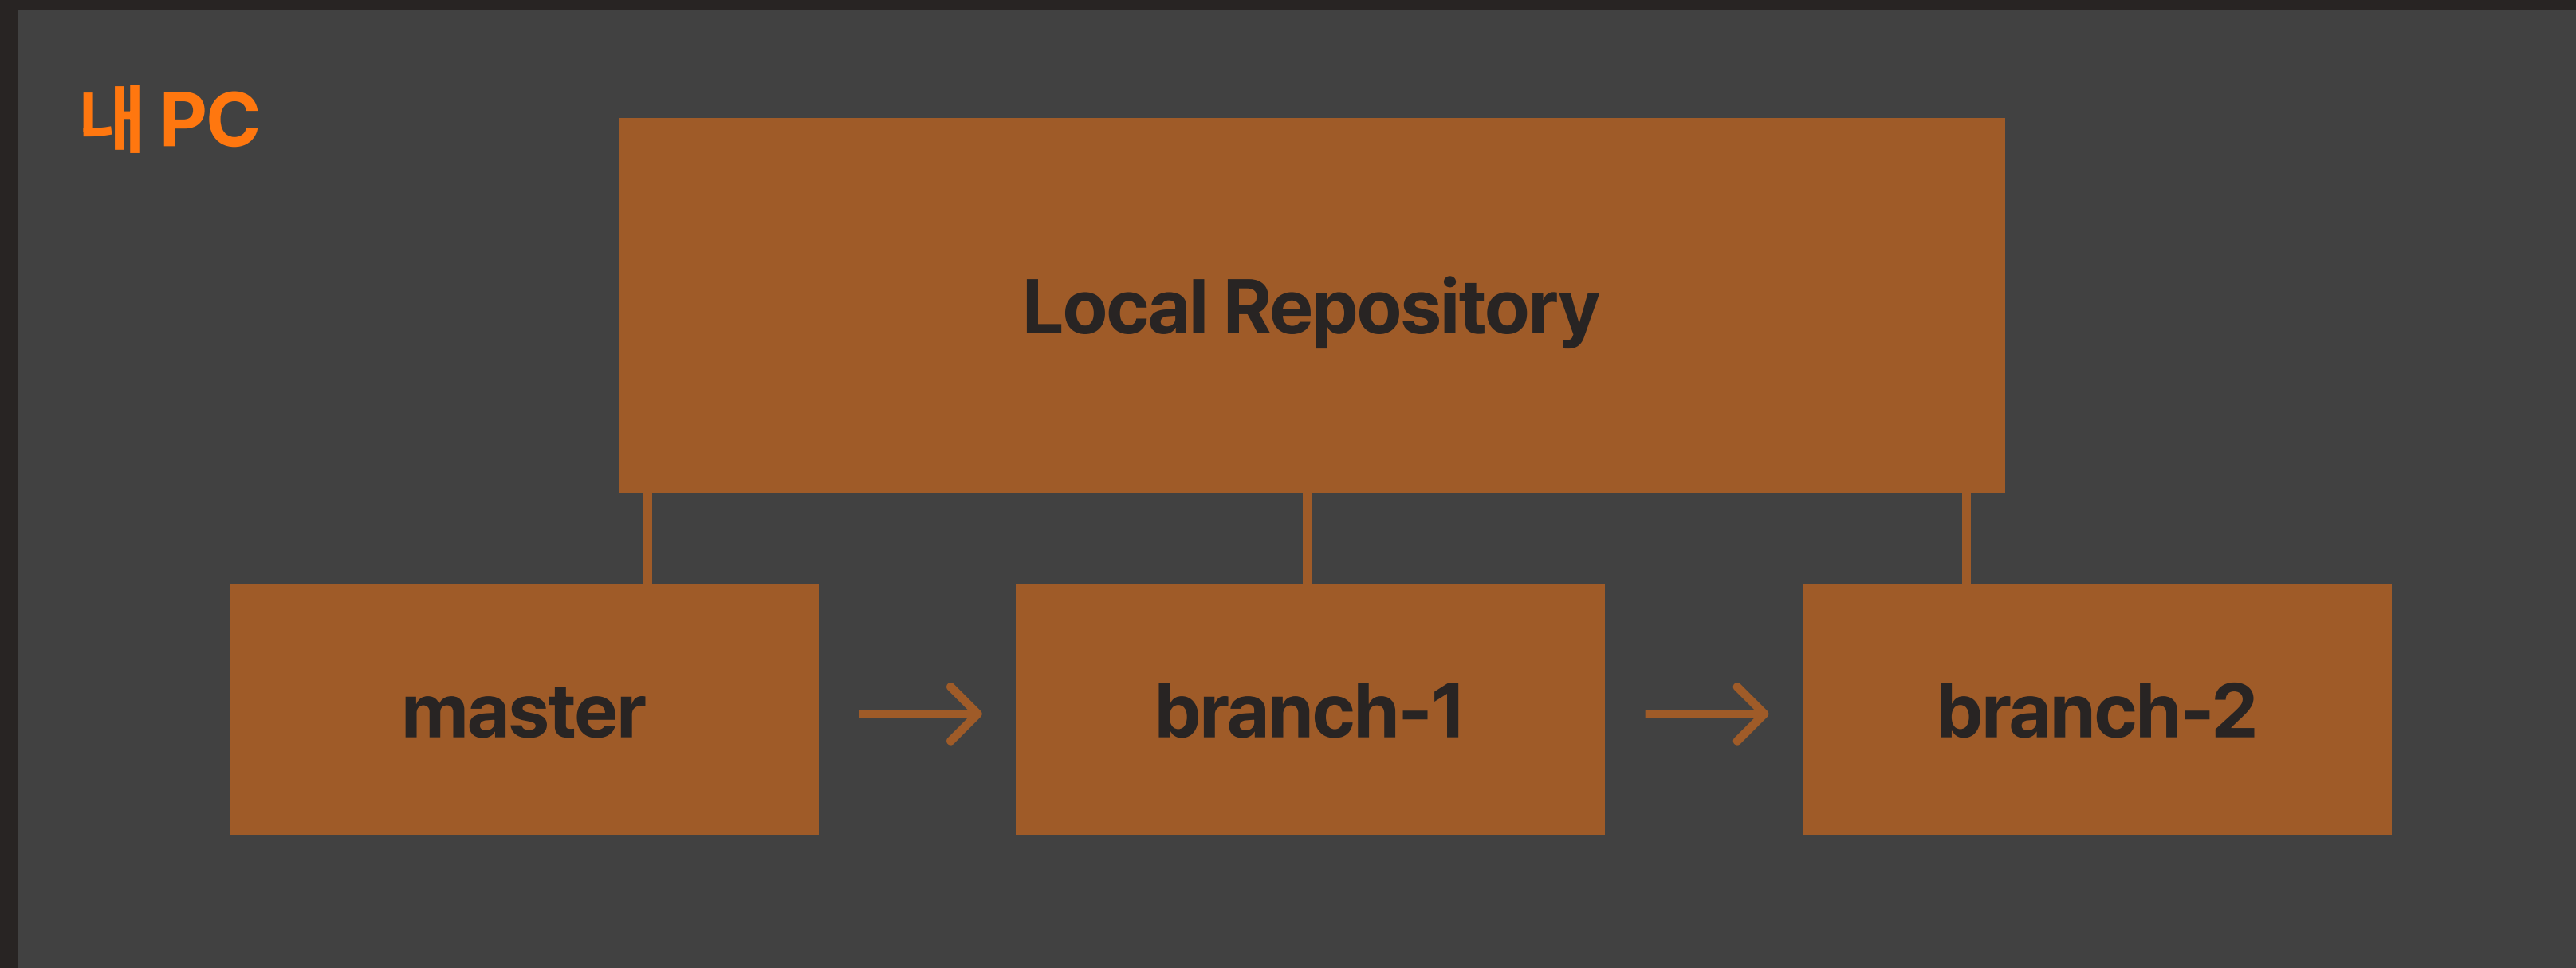 내 PC
Local Repository
master
branch-1
branch-2